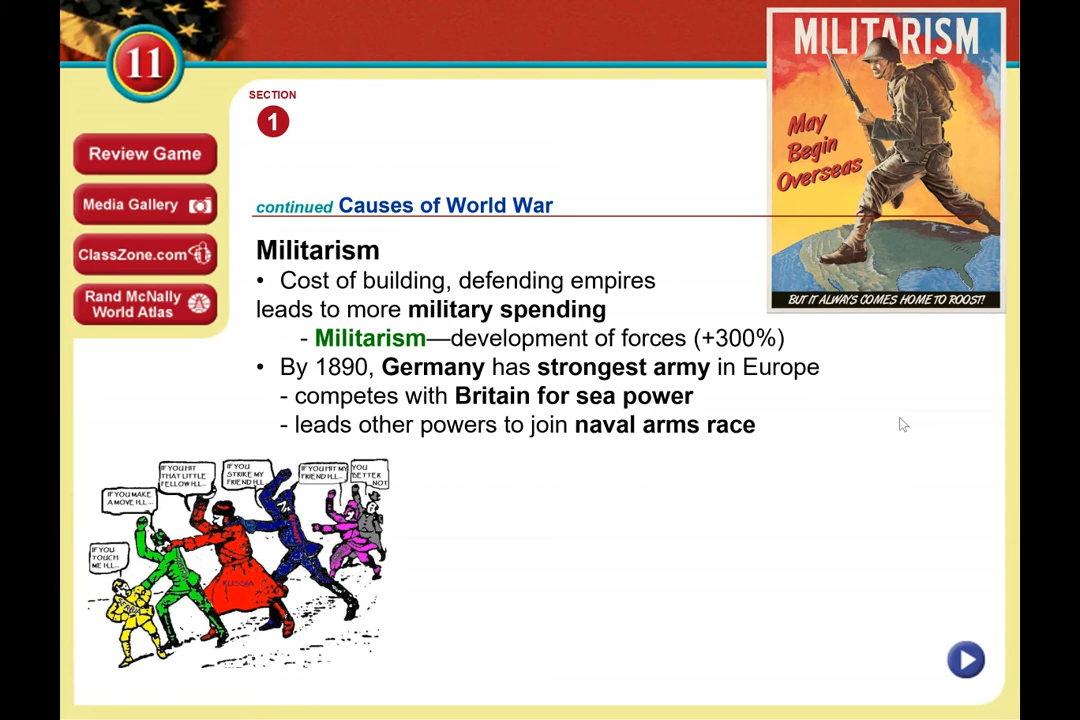 11
SECTION
1
Review Game
Media Gallery
ClassZone.com
Rand McNally
World Atlas
MILITARISM
May
Begin
Overseas
BUT IT ALWAYS COMES HOME TO ROOST!
continued Causes of World War
Militarism
• Cost of building, defending empires
leads to more military spending
- Militarism—development of forces (+300%)
• By 1890, Germany has strongest army in Europe
- competes with Britain for sea power
- leads other powers to join naval arms race
IF YOU
TOUCH
ME I'LL...
IF YOU MAKE
A MOVE I'LL...
IF YOU HIT
THAT LITTLE
FELLOW I'LL...
IF YOU
STRIKE MY
FRIEND I'LL
IF YOU HIT MY
FRIEND I'LL...
YOU
BETTER
NOT
SERBIA
RUSSIA